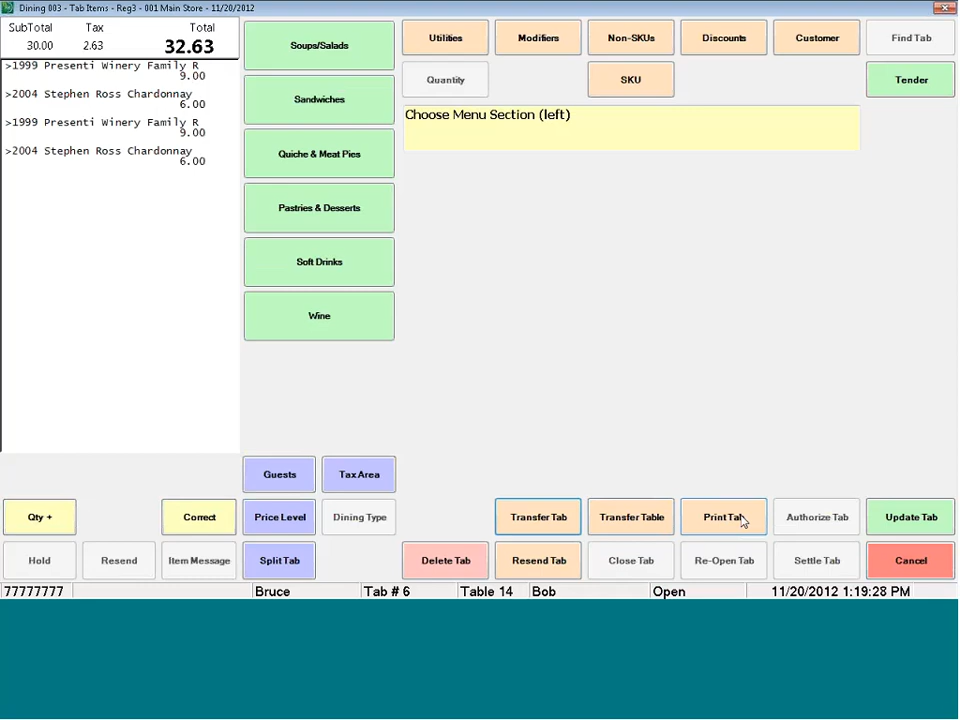 Dining 003 - Tab Items - Reg3 - 001 Main Store - 11/20/2012
SubTotal Tax Total
30.00 2.63 32.63
>1999 Presenti Winery Family R
9.00
>2004 Stephen Ross Chardonnay
6.00
>1999 Presenti Winery Family R
9.00
>2004 Stephen Ross Chardonnay
6.00
Soups/Salads
Sandwiches
Quiche & Meat Pies
Pastries & Desserts
Soft Drinks
Wine
Utilities Modifiers Non-SKUs Discounts Customer Find Tab
Quantity SKU Tender
Choose Menu Section (left)
Guests Tax Area
Qty + Correct Price Level Dining Type Transfer Tab Transfer Table Print Tab Authorize Tab Update Tab
Hold Resend Item Message Split Tab Delete Tab Resend Tab Close Tab Re-Open Tab Settle Tab Cancel
77777777 Bruce Tab # 6 Table 14 Bob Open 11/20/2012 1:19:28 PM